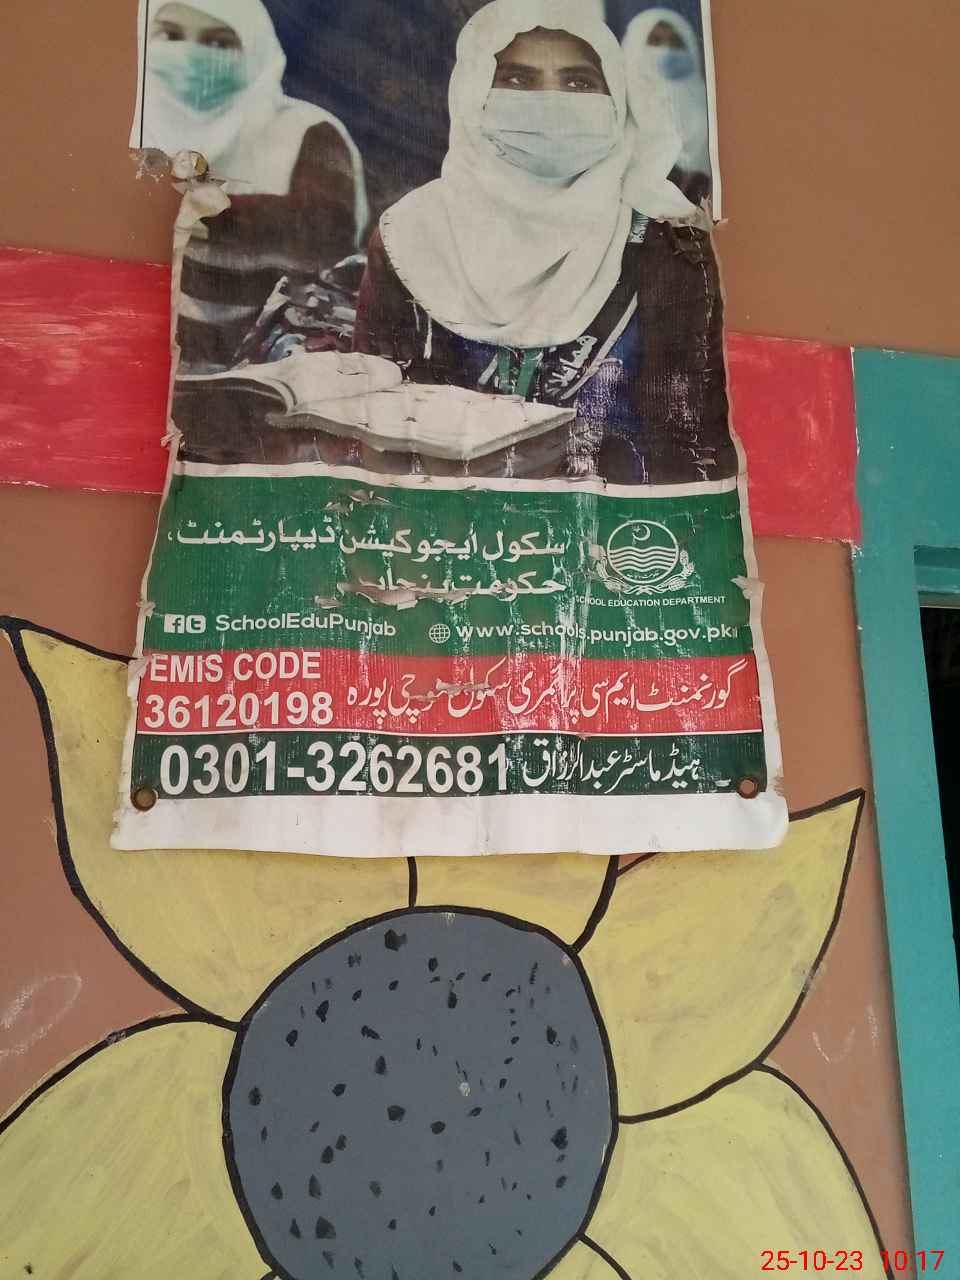 سکول ایجوکیشن ڈیپارٹمنٹ،
حکومت پنجاب
SCHOOL EDUCATION DEPARTMENT
SchoolEduPunjab
www.schools.punjab.gov.pk
EMIS CODE
36120198
گورنمنٹ ایم سی پرائمری سکول موچی پورہ
0301-3262681 ہیڈ ماسٹر عبدالرزاق
25-10-23 10:17